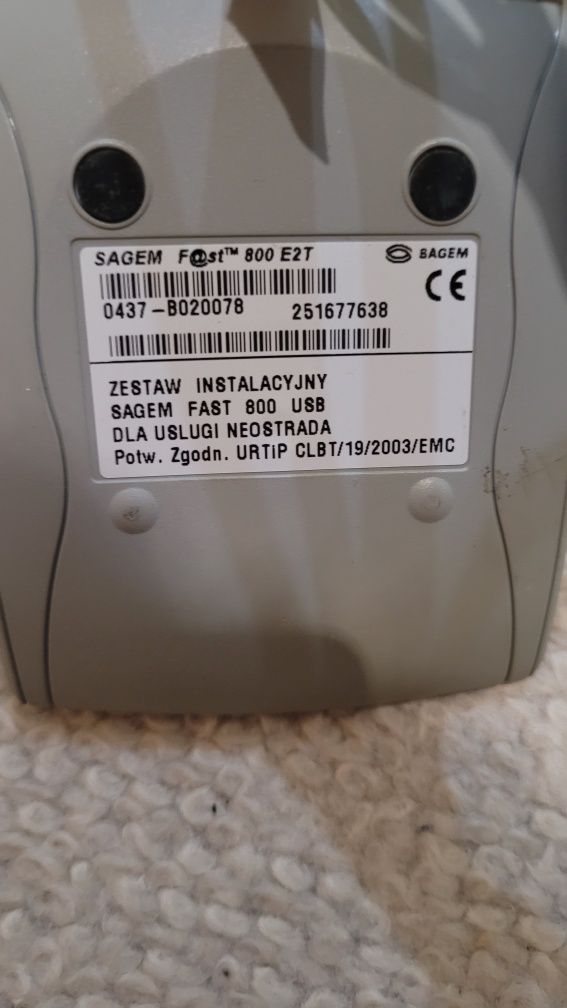 SAGEM F@st™ 800 E2T
SAGEM
CE
0437-B020078 251677638
ZESTAW INSTALACYJNY
SAGEM FAST 800 USB
DLA USLUGI NEOSTRADA
Potw. Zgodn. URTiP CLBT/19/2003/EMC